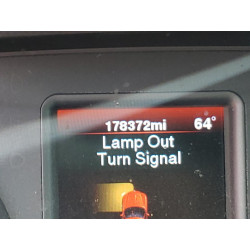 178372mi 64°
Lamp Out
Turn Signal